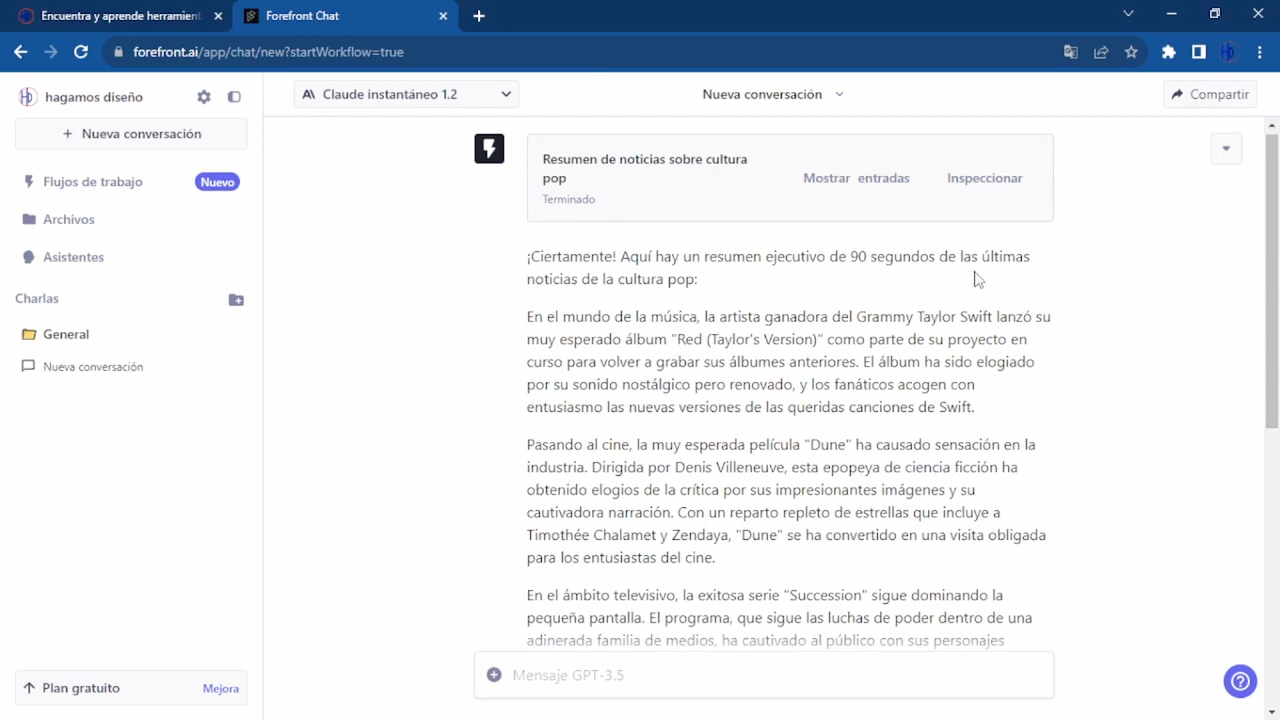 Encuentra y aprende herramient
Forefront Chat
forefront.ai/app/chat/new?startWorkflow=true
hagamos diseño
Nueva conversación
Flujos de trabajo
Nuevo
Archivos
Asistentes
Charlas
General
Nueva conversación
Plan gratuito
Mejora
Claude instantáneo 1.2
Nueva conversación
Compartir
Resumen de noticias sobre cultura
pop
Terminado
Mostrar entradas
Inspeccionar
¡Ciertamente! Aquí hay un resumen ejecutivo de 90 segundos de las últimas
noticias de la cultura pop:
En el mundo de la música, la artista ganadora del Grammy Taylor Swift lanzó su
muy esperado álbum "Red (Taylor's Version)" como parte de su proyecto en
curso para volver a grabar sus álbumes anteriores. El álbum ha sido elogiado
por su sonido nostálgico pero renovado, y los fanáticos acogen con
entusiasmo las nuevas versiones de las queridas canciones de Swift.
Pasando al cine, la muy esperada película "Dune" ha causado sensación en la
industria. Dirigida por Denis Villeneuve, esta epopeya de ciencia ficción ha
obtenido elogios de la crítica por sus impresionantes imágenes y su
cautivadora narración. Con un reparto repleto de estrellas que incluye a
Timothée Chalamet y Zendaya, "Dune" se ha convertido en una visita obligada
para los entusiastas del cine.
En el ámbito televisivo, la exitosa serie "Succession" sigue dominando la
pequeña pantalla. El programa, que sigue las luchas de poder dentro de una
adinerada familia de medios, ha cautivado al público con sus personajes
Mensaje GPT-3.5